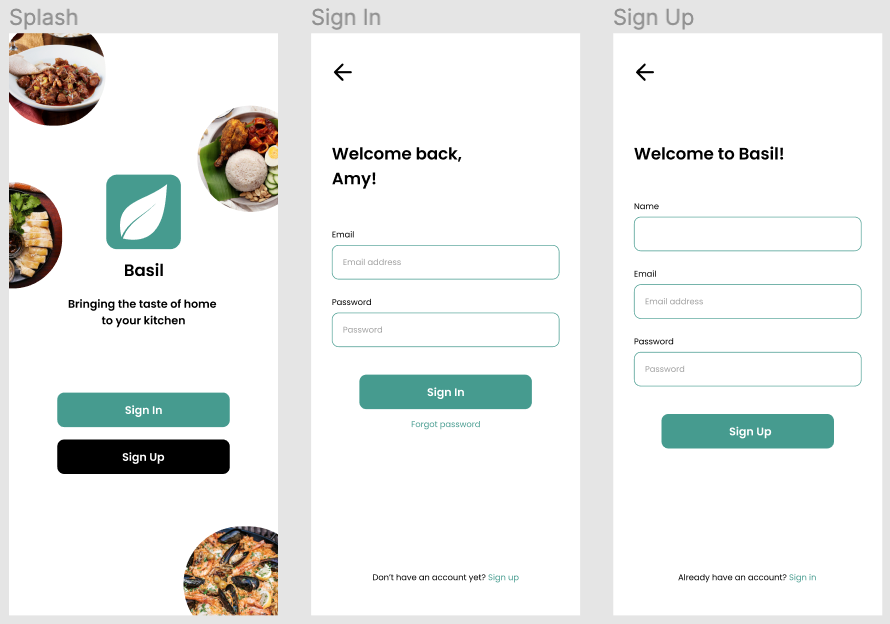 Splash
Basil
Bringing the taste of home
to your kitchen
Sign In
Sign Up
Sign In
Welcome back,
Amy!
Email
Email address
Password
Password
Sign In
Forgot password
Don't have an account yet? Sign up
Sign Up
Welcome to Basil!
Name
Email
Email address
Password
Password
Sign Up
Already have an account? Sign in